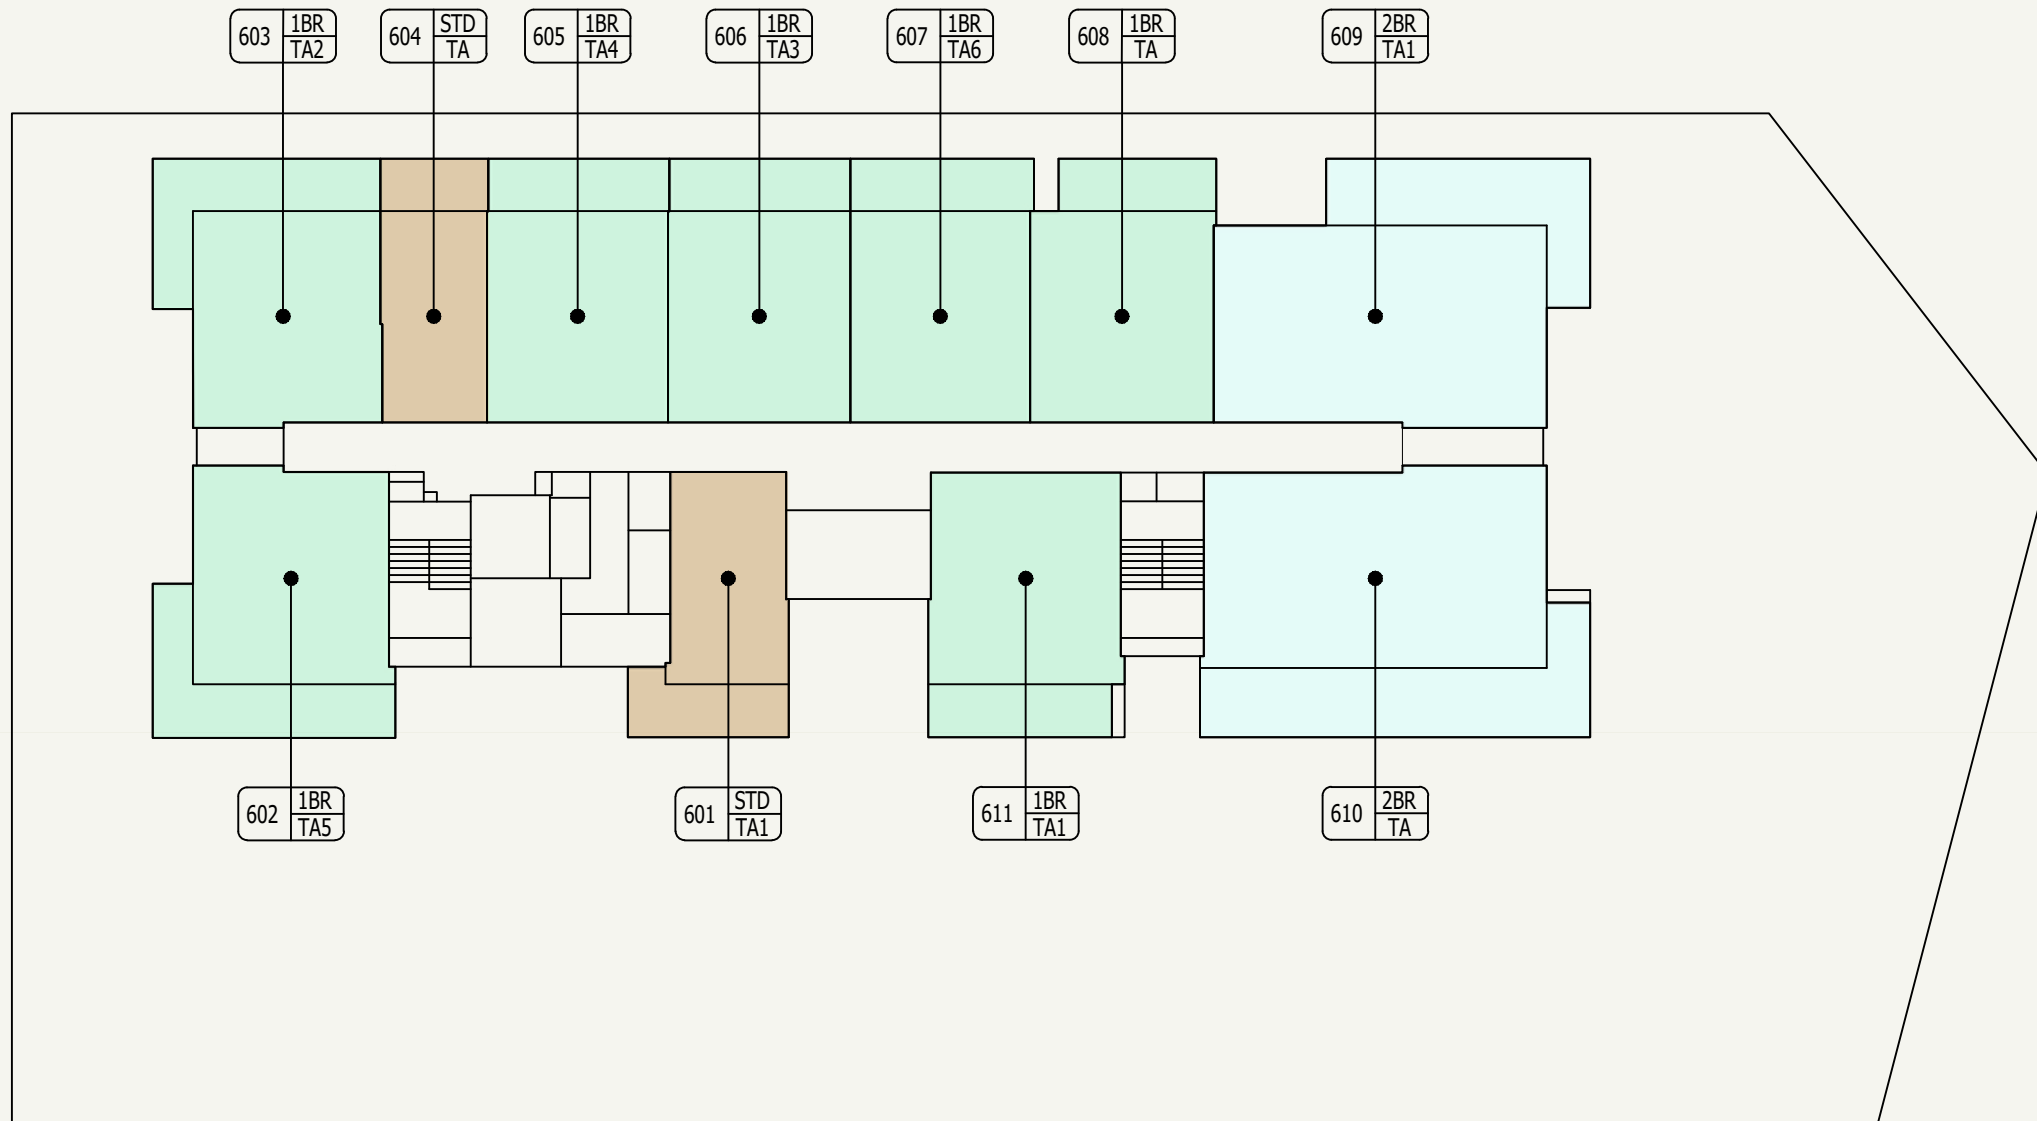 603 1BR TA2
604 STD TA
605 1BR TA4
606 1BR TA3
607 1BR TA6
608 1BR TA
609 2BR TA1
602 1BR TA5
601 STD TA1
611 1BR TA1
610 2BR TA